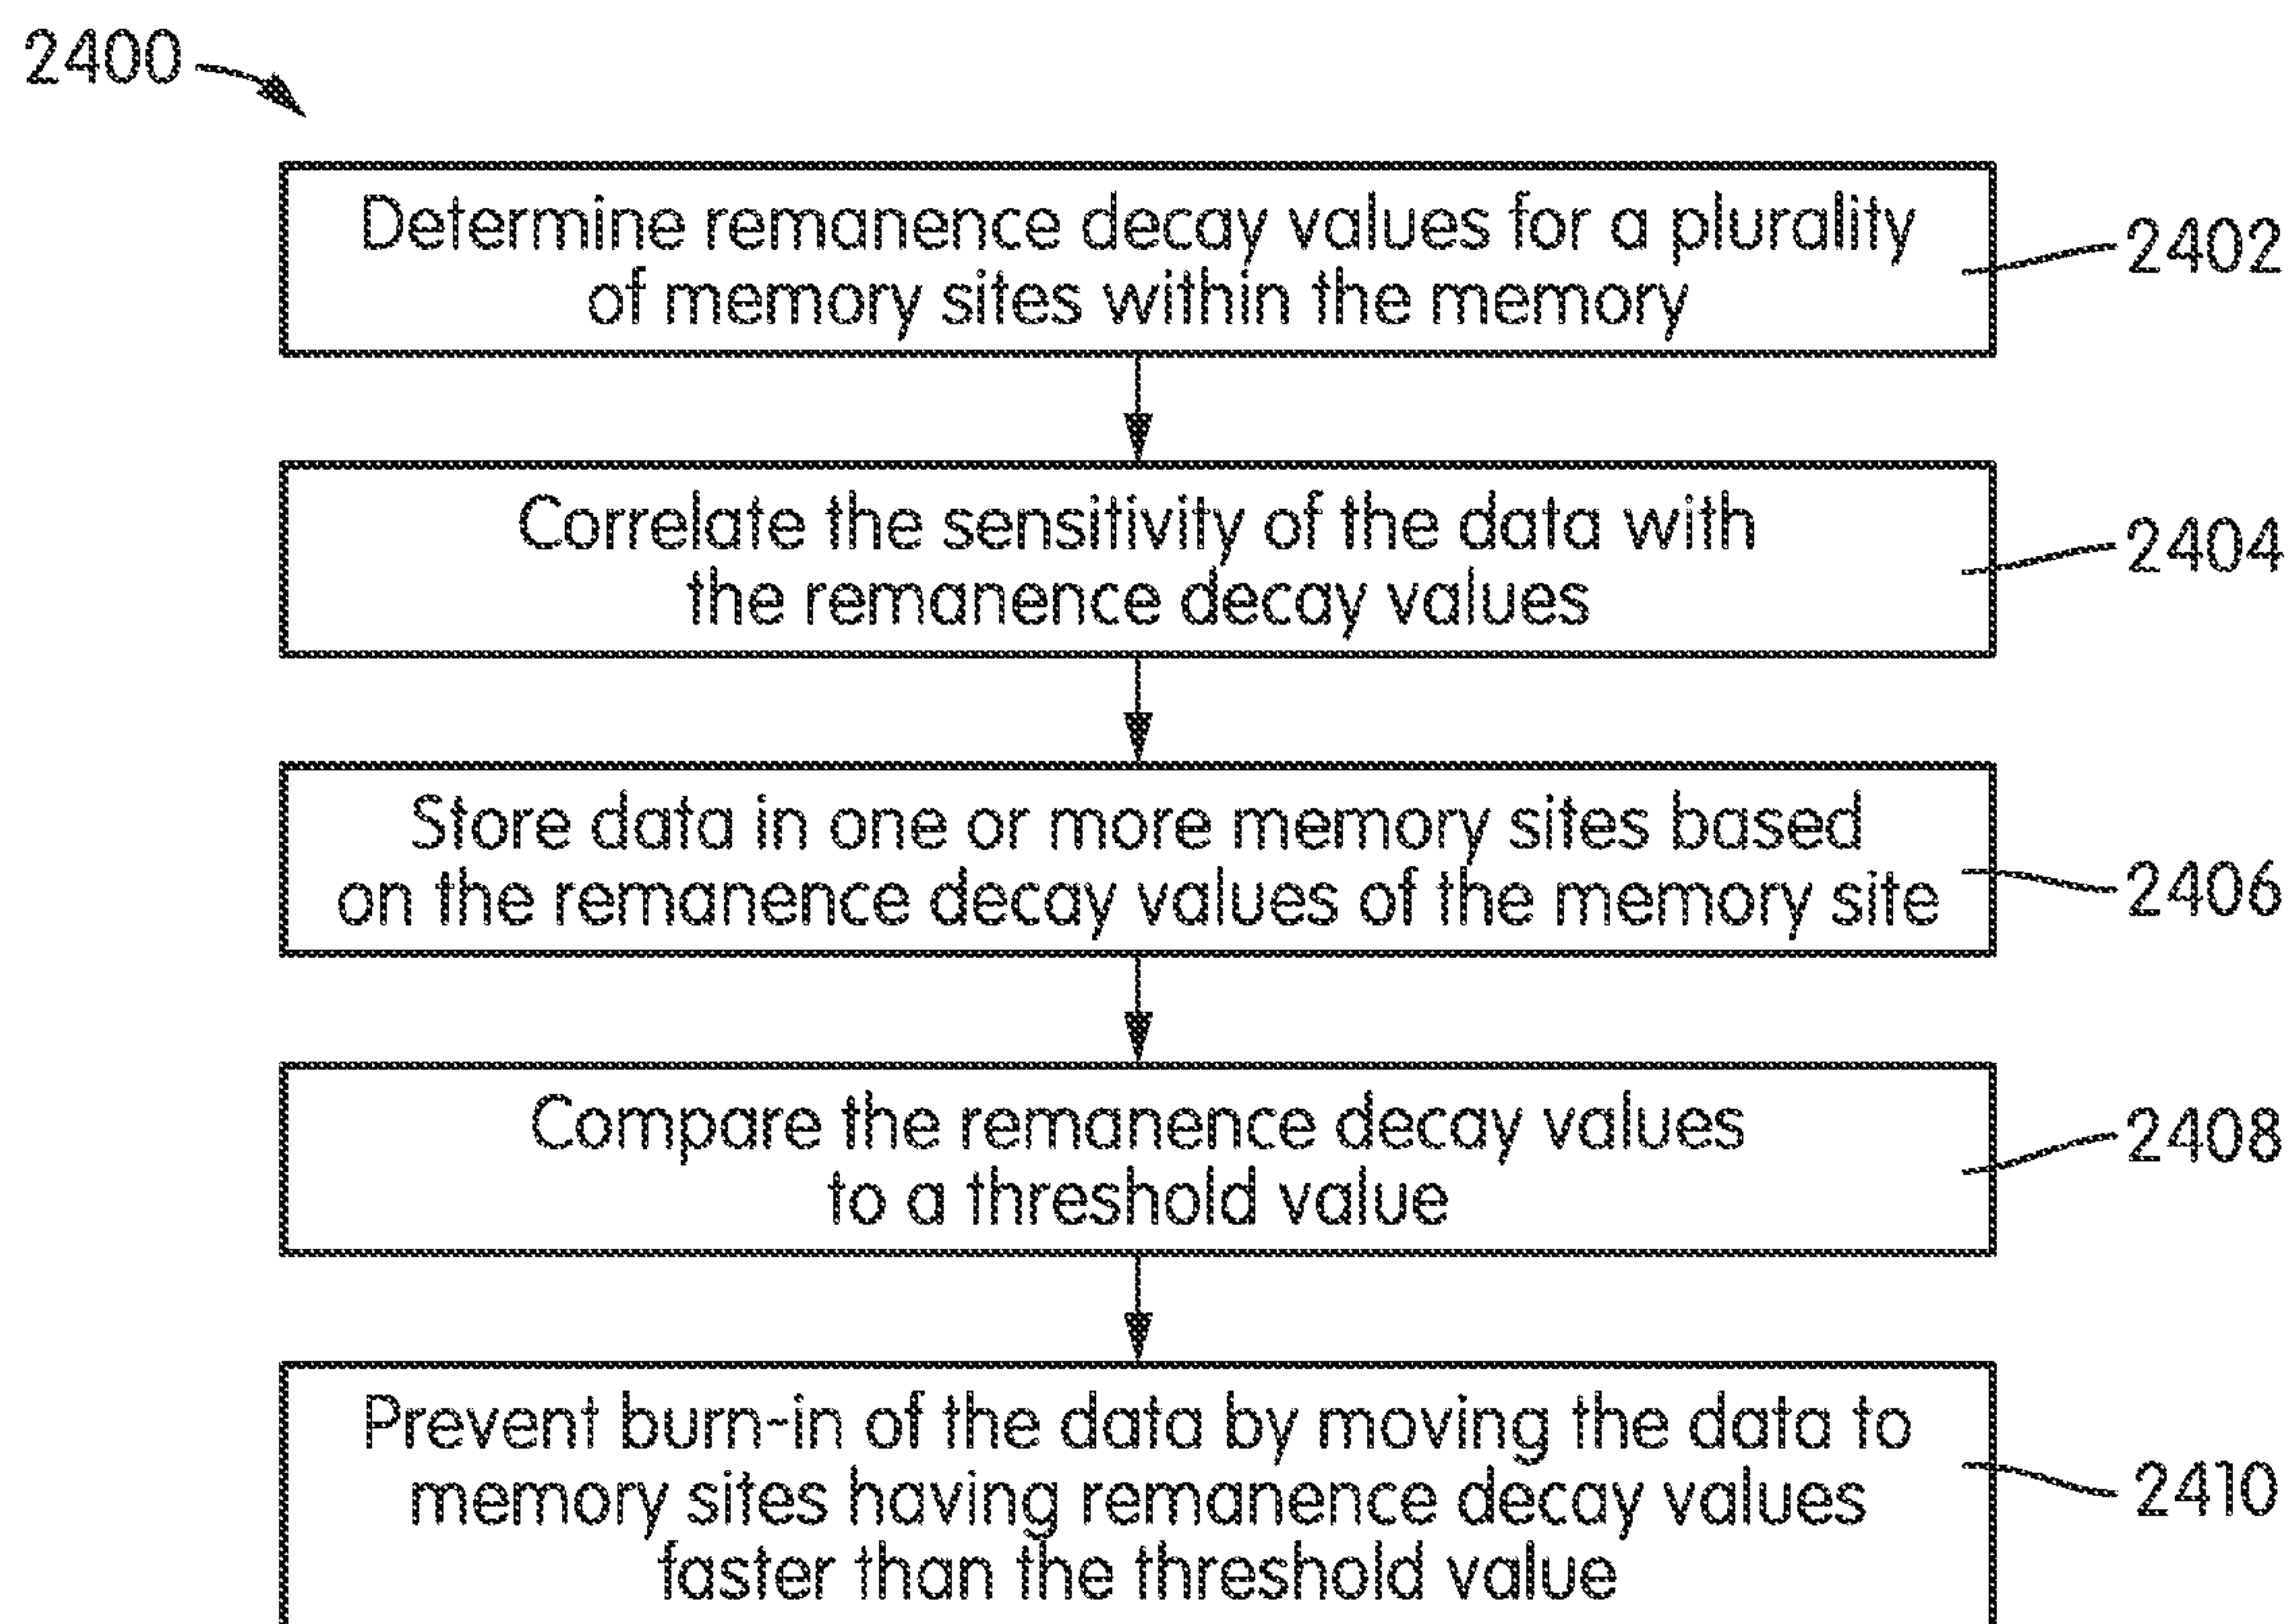 2400
Determine remanence decay values for a plurality
of memory sites within the memory
2402
Correlate the sensitivity of the data with
the remanence decay values
2404
Store data in one or more memory sites based
on the remanence decay values of the memory site
2406
Compare the remanence decay values
to a threshold value
2408
Prevent burn-in of the data by moving the data to
memory sites having remanence decay values
faster than the threshold value
2410